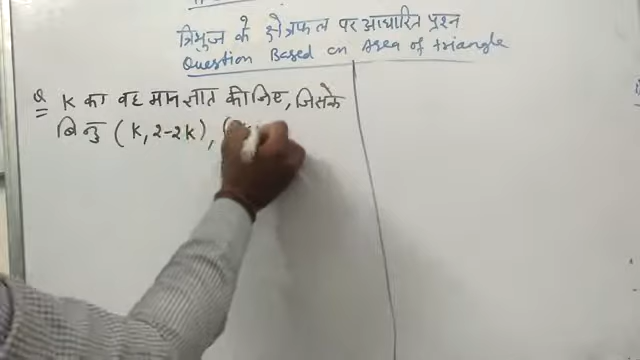 त्रिभुज के क्षेत्रफल पर आधारित प्रश्न
Question Based on Area of triangle
Q K का वह मान ज्ञात कीजिए, जिसके
बिन्दु (K, 2-2K), (